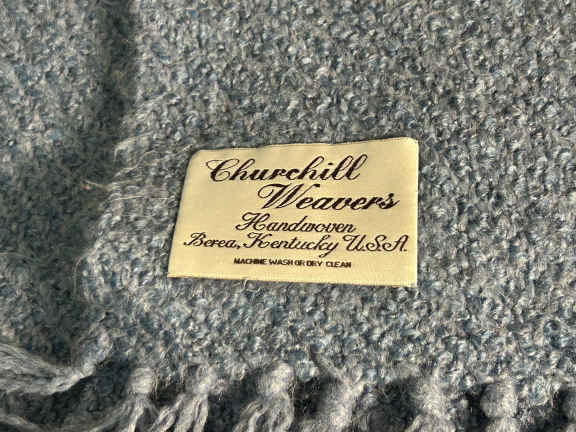 Churchill
Weavers
Handwoven
Berea, Kentucky U.S.A.
MACHINE WASH OR DRY CLEAN